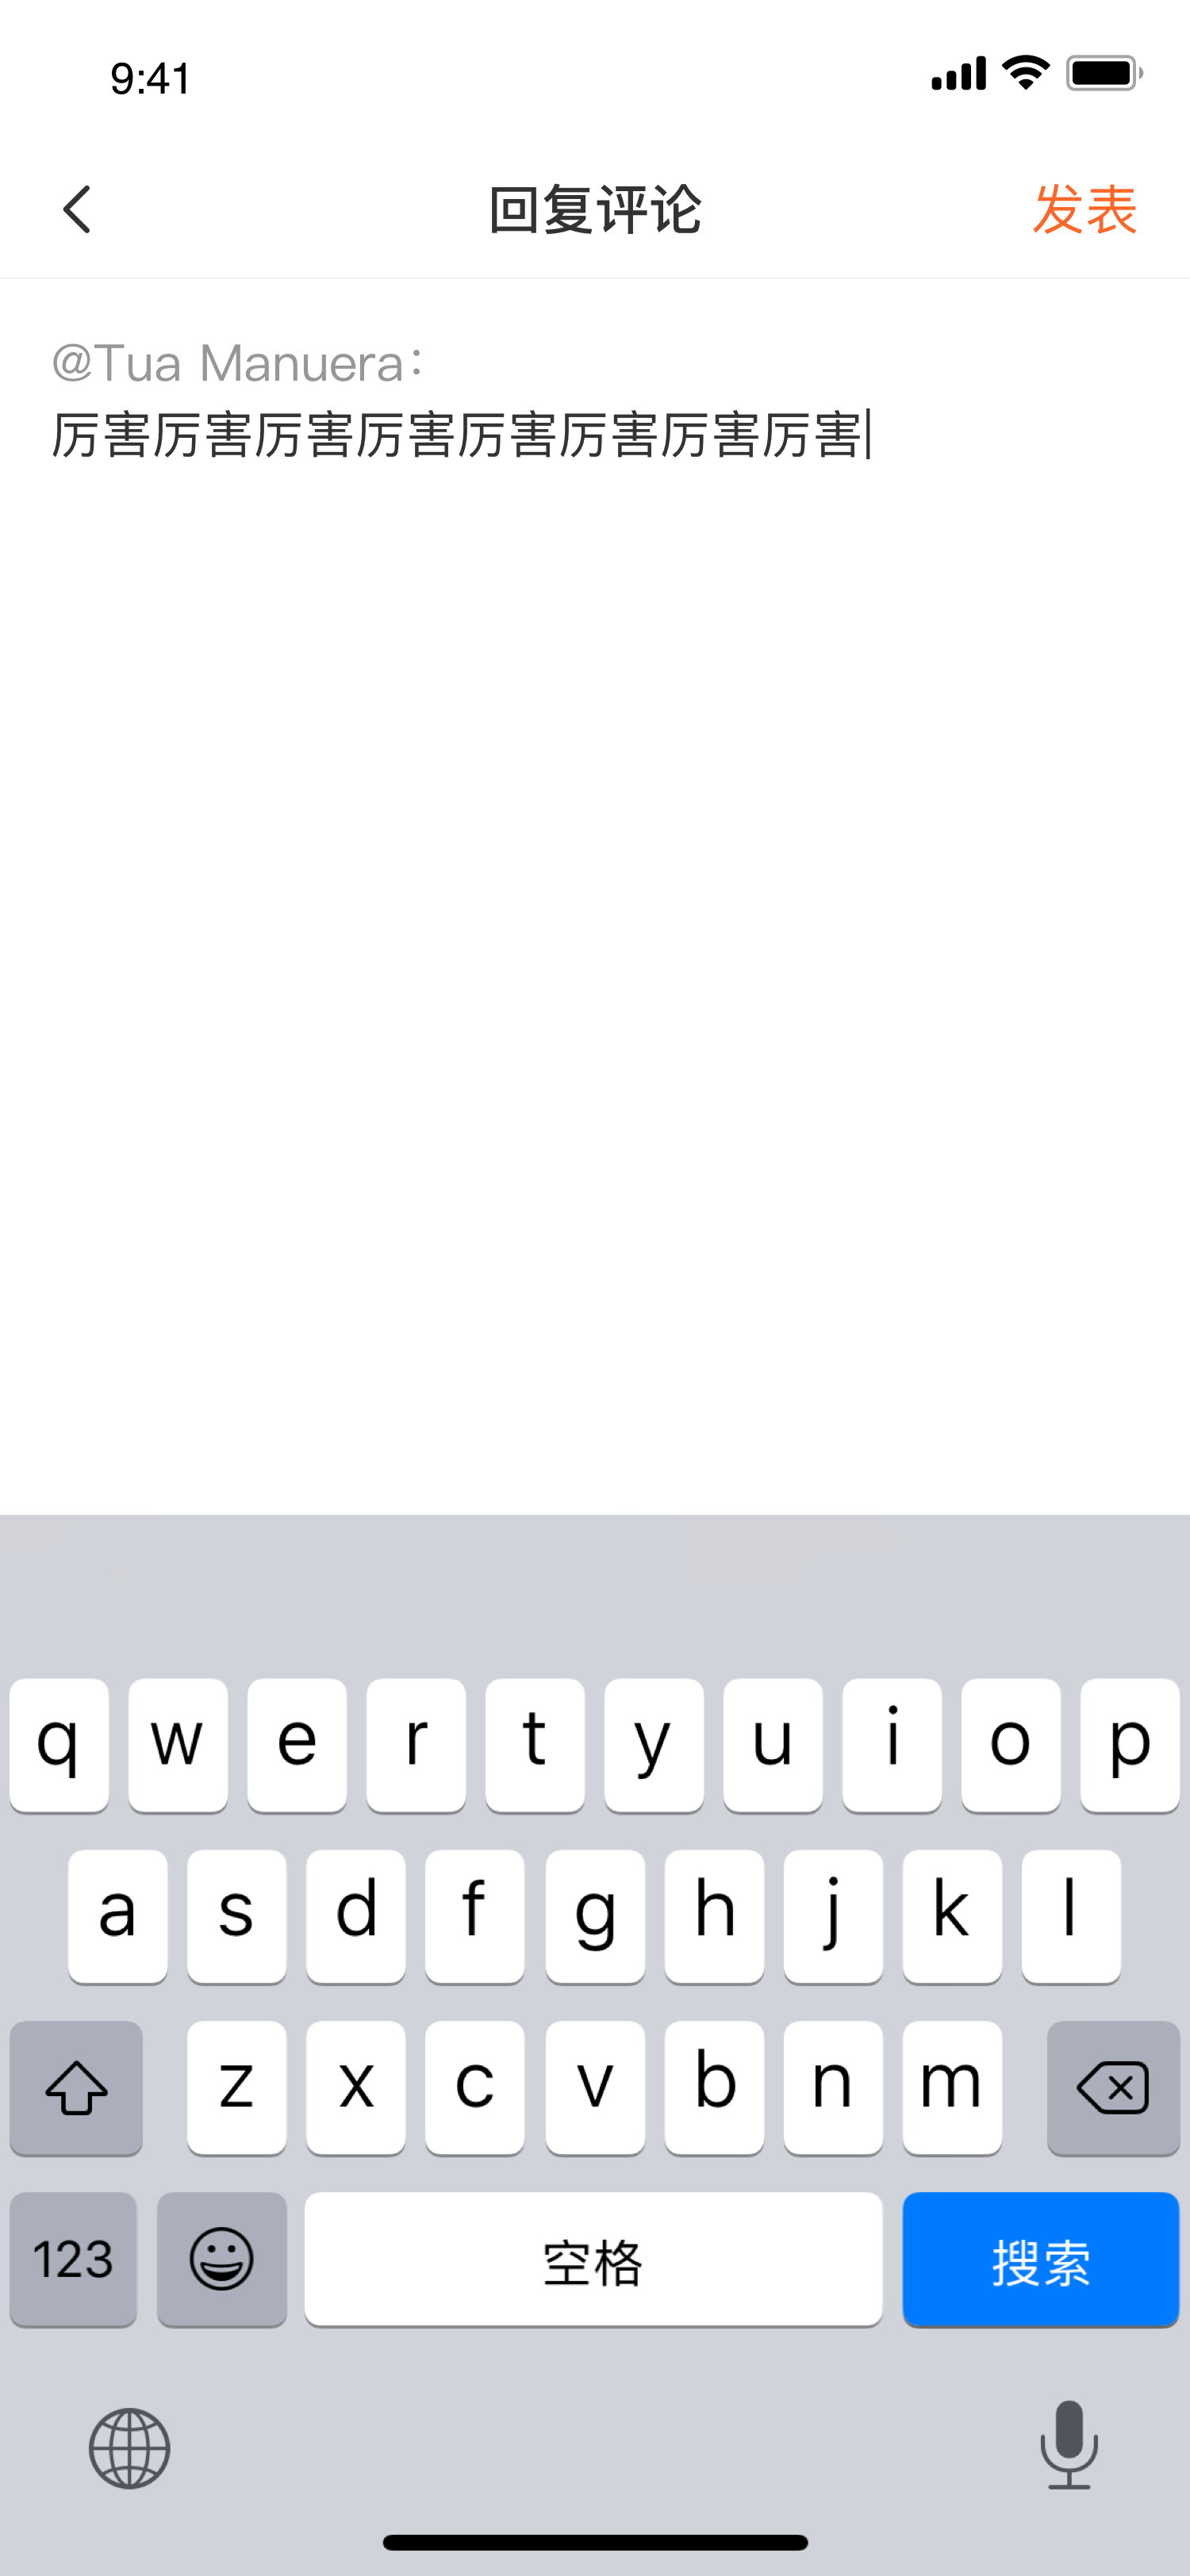 9:41
回复评论 发表
@Tua Manuera：
厉害厉害厉害厉害厉害厉害厉害厉害
q w e r t y u i o p
a s d f g h j k l
z x c v b n m
123 空格 搜索